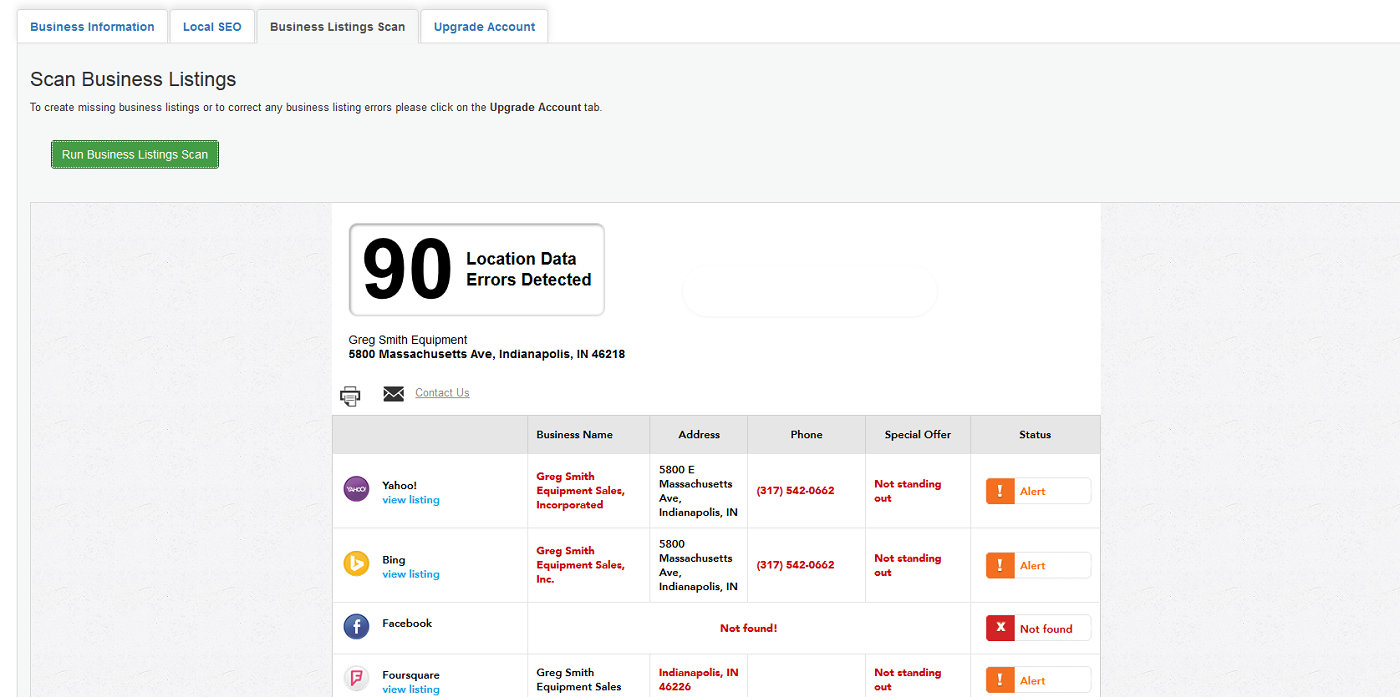 Business Information
Local SEO
Business Listings Scan
Upgrade Account
Scan Business Listings
To create missing business listings or to correct any business listing errors please click on the Upgrade Account tab.
Run Business Listings Scan
90
Location Data
Errors Detected
Greg Smith Equipment
5800 Massachusetts Ave, Indianapolis, IN 46218
Contact Us
Business Name
Address
Phone
Special Offer
Status
YAHOO!
Yahoo!
view listing
Greg Smith
Equipment Sales,
Incorporated
5800 E
Massachusetts
Ave,
Indianapolis, IN
(317) 542-0662
Not standing
out
!
Alert
Bing
view listing
Greg Smith
Equipment Sales,
Inc.
5800
Massachusetts
Ave,
Indianapolis, IN
(317) 542-0662
Not standing
out
!
Alert
f
Facebook
Not found!
X
Not found
Foursquare
view listing
Greg Smith
Equipment Sales
Indianapolis, IN
46226
Not standing
out
!
Alert